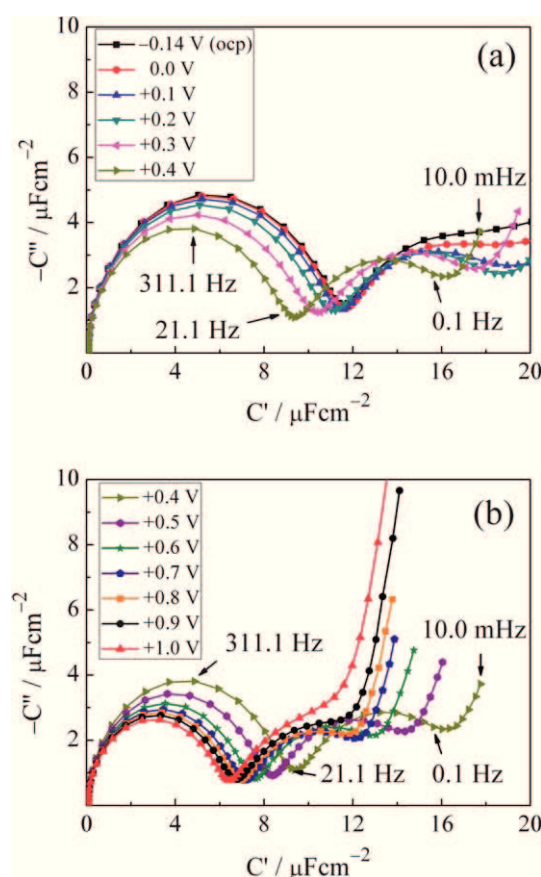 (a)
−0.14 V (ocp)
0.0 V
+0.1 V
+0.2 V
+0.3 V
+0.4 V
10
8
6
4
2
−C'' / μFcm⁻²
10.0 mHz
311.1 Hz
21.1 Hz
0.1 Hz
0 4 8 12 16 20
C' / μFcm⁻²
(b)
+0.4 V
+0.5 V
+0.6 V
+0.7 V
+0.8 V
+0.9 V
+1.0 V
10
8
6
4
2
0
−C'' / μFcm⁻²
311.1 Hz
10.0 mHz
21.1 Hz
0.1 Hz
0 4 8 12 16 20
C' / μFcm⁻²